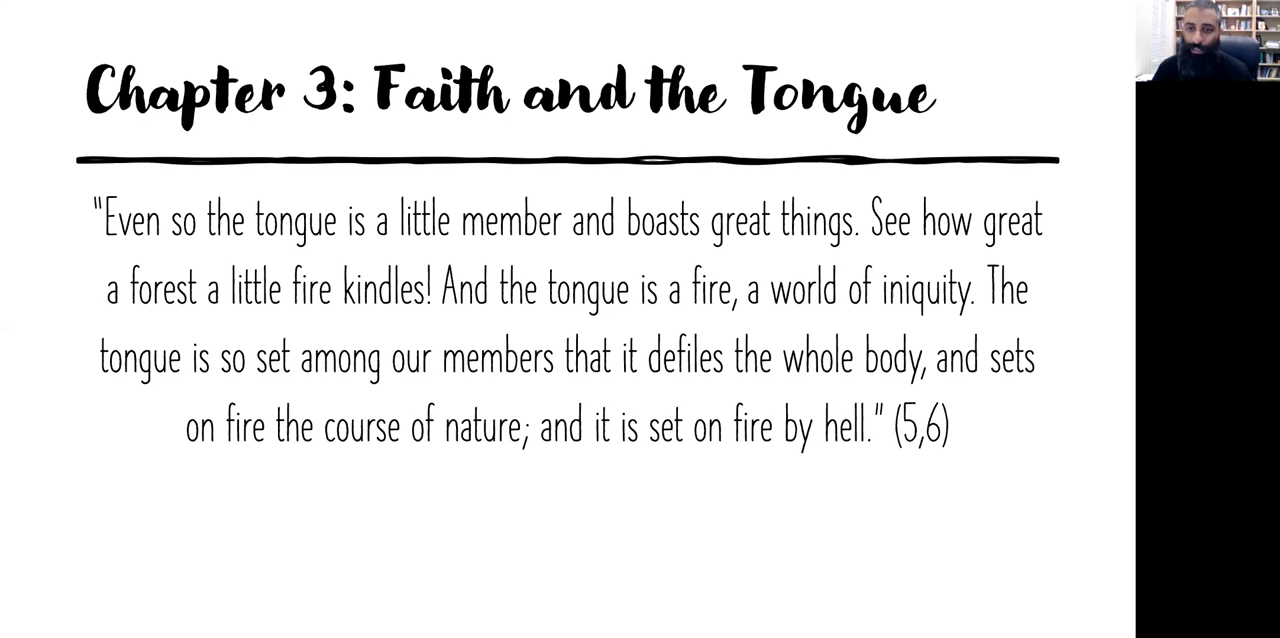 Chapter 3: Faith and the Tongue
"Even so the tongue is a little member and boasts great things. See how great
a forest a little fire kindles! And the tongue is a fire, a world of iniquity. The
tongue is so set among our members that it defiles the whole body, and sets
on fire the course of nature; and it is set on fire by hell." (5,6)